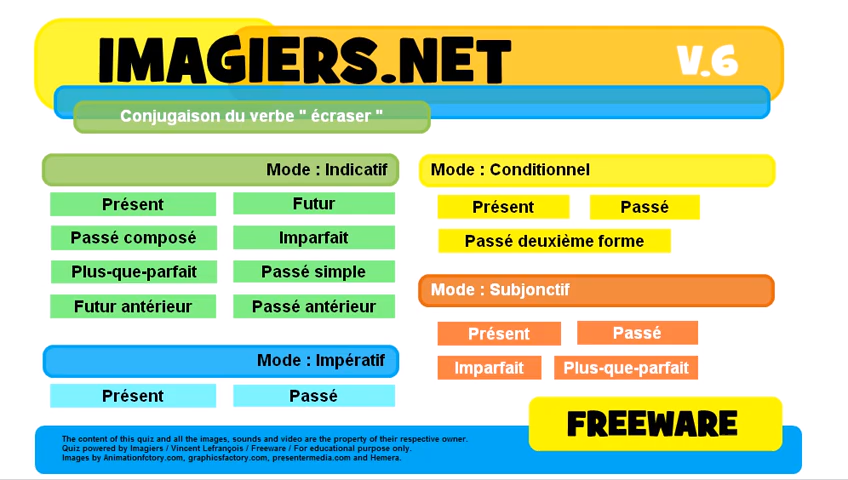 IMAGIERS.NET
V.6
Conjugaison du verbe " écraser "
Mode : Indicatif
Présent
Futur
Passé composé
Imparfait
Plus-que-parfait
Passé simple
Futur antérieur
Passé antérieur
Mode : Impératif
Présent
Passé
Mode : Conditionnel
Présent
Passé
Passé deuxième forme
Mode : Subjonctif
Présent
Passé
Imparfait
Plus-que-parfait
FREEWARE
The content of this quiz and all the images, sounds and video are the property of their respective owner.
Quiz powered by Imagiers / Vincent Lefrançois / Freeware / For educational purpose only.
Images by Animationfctory.com, graphicsfactory.com, presentermedia.com and Hemera.